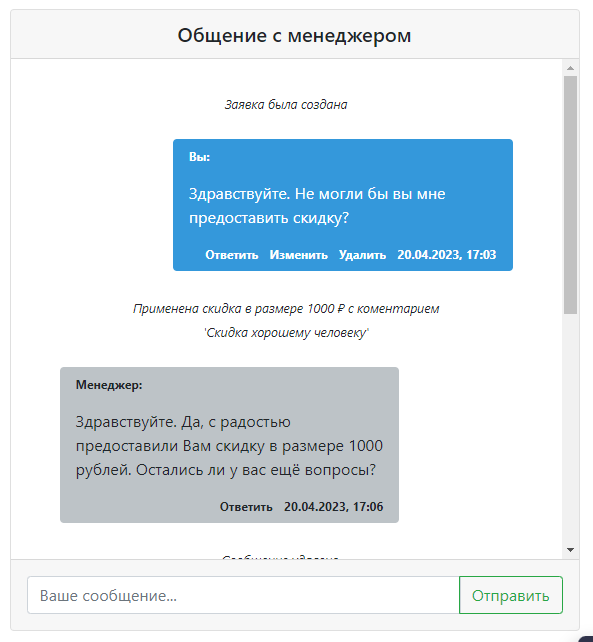 Общение с менеджером
Заявка была создана
Вы:
Здравствуйте. Не могли бы вы мне
предоставить скидку?
Ответить Изменить Удалить 20.04.2023, 17:03
Применена скидка в размере 1000 ₽ с коментарием
'Скидка хорошему человеку'
Менеджер:
Здравствуйте. Да, с радостью
предоставили Вам скидку в размере 1000
рублей. Остались ли у вас ещё вопросы?
Ответить 20.04.2023, 17:06
Сообщение удалено
Ваше сообщение...
Отправить